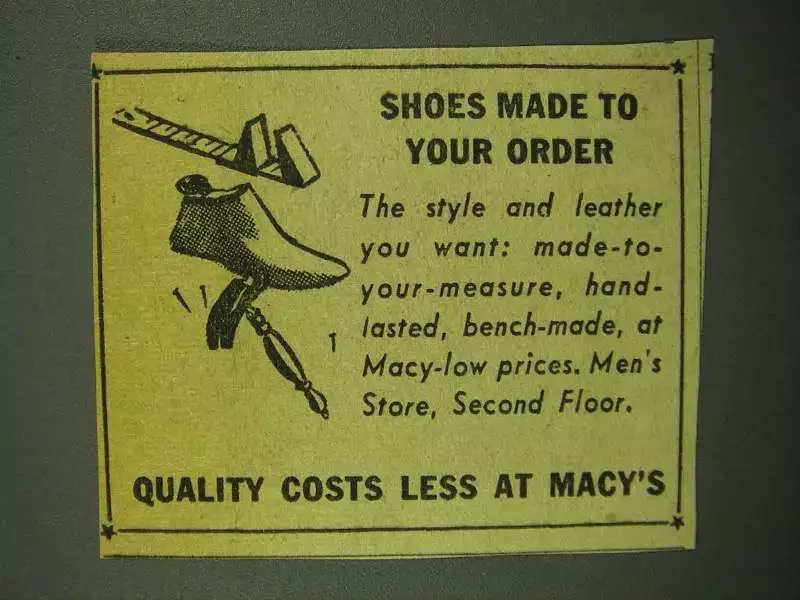 SHOES MADE TO
YOUR ORDER
The style and leather
you want: made-to-
your-measure, hand-
lasted, bench-made, at
Macy-low prices. Men's
Store, Second Floor.
QUALITY COSTS LESS AT MACY'S